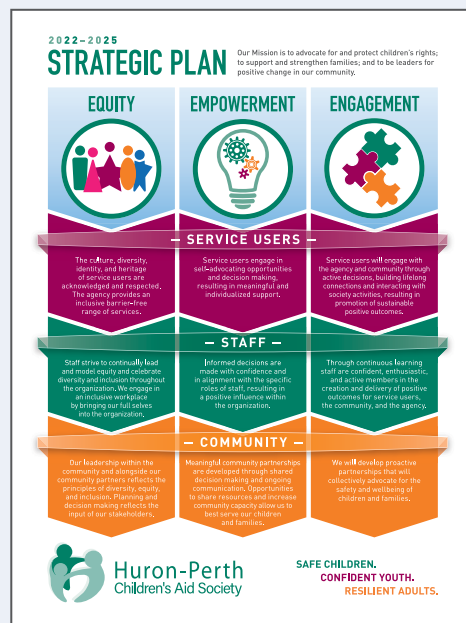 2022–2025
STRATEGIC PLAN
Our Mission is to advocate for and protect children's rights;
to support and strengthen families; and to be leaders for
positive change in our community.
EQUITY
EMPOWERMENT
ENGAGEMENT
– SERVICE USERS –
The culture, diversity,
identity, and heritage
of service users are
acknowledged and respected.
The agency provides an
inclusive barrier-free
range of services.
Service users engage in
self-advocating opportunities
and decision making,
resulting in meaningful and
individualized support.
Service users will engage with
the agency and community through
active decisions, building lifelong
connections and interacting with
society activities, resulting in
promotion of sustainable
positive outcomes.
– STAFF –
Staff strive to continually lead
and model equity and celebrate
diversity and inclusion throughout
the organization. We engage in
an inclusive workplace
by bringing our full selves
into the organization.
Informed decisions are
made with confidence and
in alignment with the specific
roles of staff, resulting in
a positive influence within
the organization.
Through continuous learning
staff are confident, enthusiastic,
and active members in the
creation and delivery of positive
outcomes for service users,
the community, and the agency.
– COMMUNITY –
Our leadership within the
community and alongside our
community partners reflects the
principles of diversity, equity,
and inclusion. Planning and
decision making reflects the
input of our stakeholders.
Meaningful community partnerships
are developed through shared
decision making and ongoing
communication. Opportunities
to share resources and increase
community capacity allow us to
best serve our children
and families.
We will develop proactive
partnerships that will
collectively advocate for the
safety and wellbeing of
children and families.
Huron-Perth
Children's Aid Society
SAFE CHILDREN.
CONFIDENT YOUTH.
RESILIENT ADULTS.